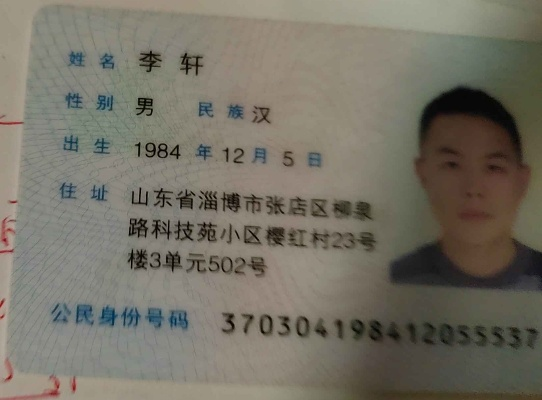 姓名 李轩
性别 男 民族 汉
出生 1984 年 12 月 5 日
住址 山东省淄博市张店区柳泉
路科技苑小区樱红村23号
楼3单元502号
公民身份号码 370304198412055537